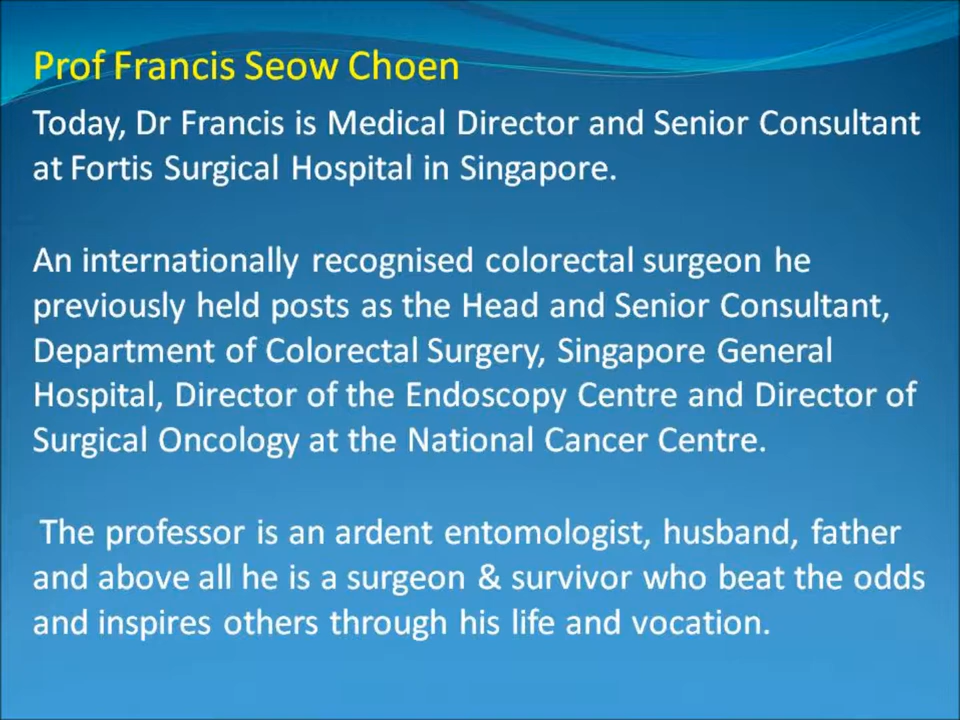 Prof Francis Seow Choen
Today, Dr Francis is Medical Director and Senior Consultant
at Fortis Surgical Hospital in Singapore.
An internationally recognised colorectal surgeon he
previously held posts as the Head and Senior Consultant,
Department of Colorectal Surgery, Singapore General
Hospital, Director of the Endoscopy Centre and Director of
Surgical Oncology at the National Cancer Centre.
The professor is an ardent entomologist, husband, father
and above all he is a surgeon & survivor who beat the odds
and inspires others through his life and vocation.